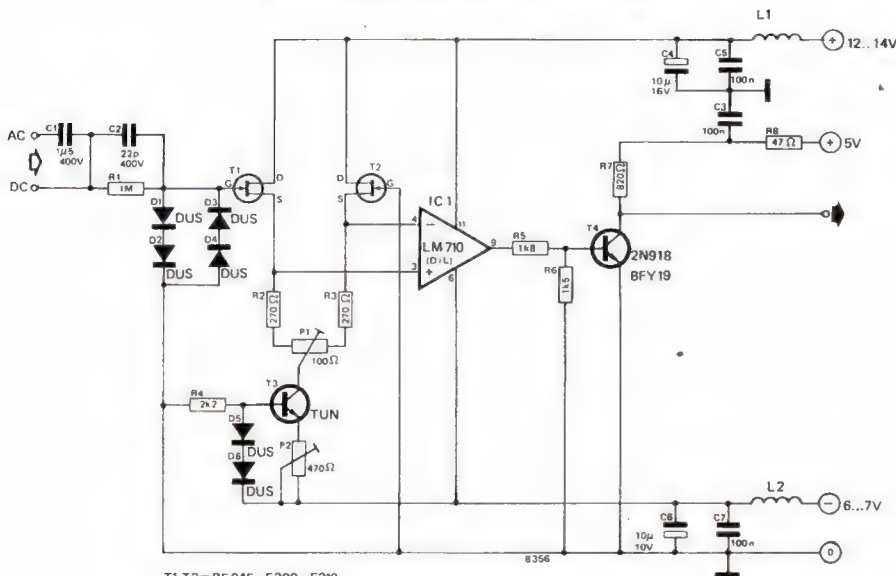 L1
12..14V
C4
10µ
16V
C5
100n
C3
100n
R8
47Ω
5V
AC
C1
1µ5
400V
C2
22p
400V
DC
R1
1M
T1
D
G
S
T2
D
G
S
R7
820Ω
D1
DUS
D3
DUS
D2
DUS
D4
DUS
IC1
4
3
11
6
9
LM710
(DIL)
R5
1k8
T4
2N918
BFY19
R6
1k5
R2
270Ω
R3
270Ω
P1
100Ω
R4
2k2
T3
TUN
D5
DUS
D6
DUS
P2
470Ω
L2
6...7V
C6
10µ
10V
C7
100n
0
8356